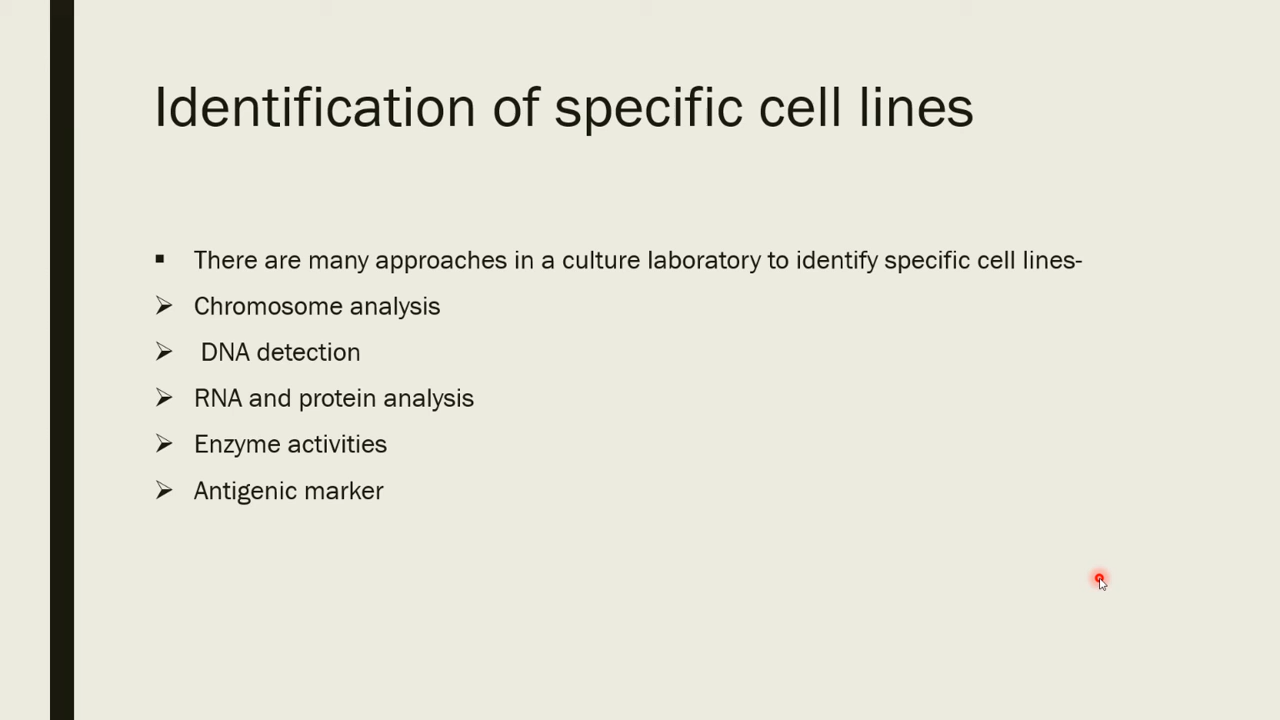 Identification of specific cell lines
▪ There are many approaches in a culture laboratory to identify specific cell lines-
➢ Chromosome analysis
➢ DNA detection
➢ RNA and protein analysis
➢ Enzyme activities
➢ Antigenic marker